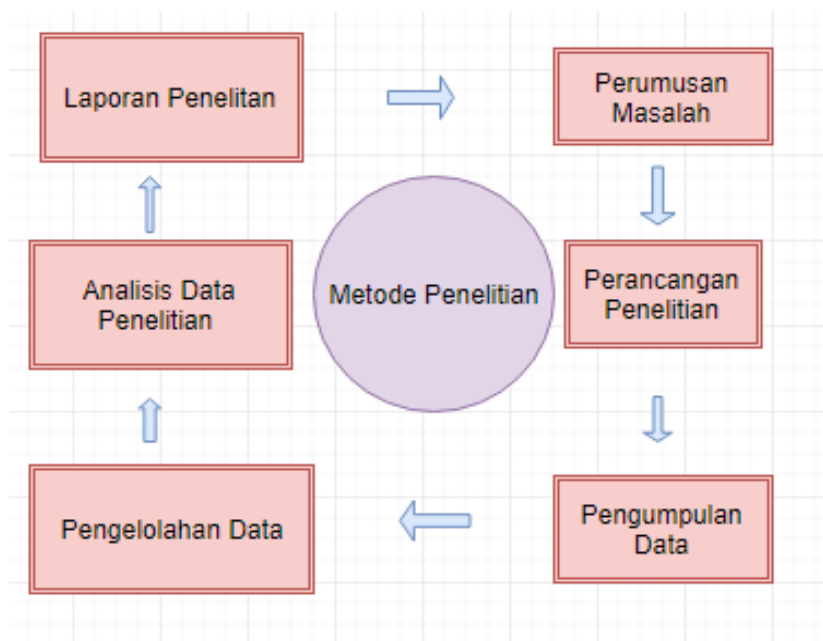 Laporan Penelitan
Perumusan
Masalah
Analisis Data
Penelitian
Metode Penelitian
Perancangan
Penelitian
Pengelolahan Data
Pengumpulan
Data